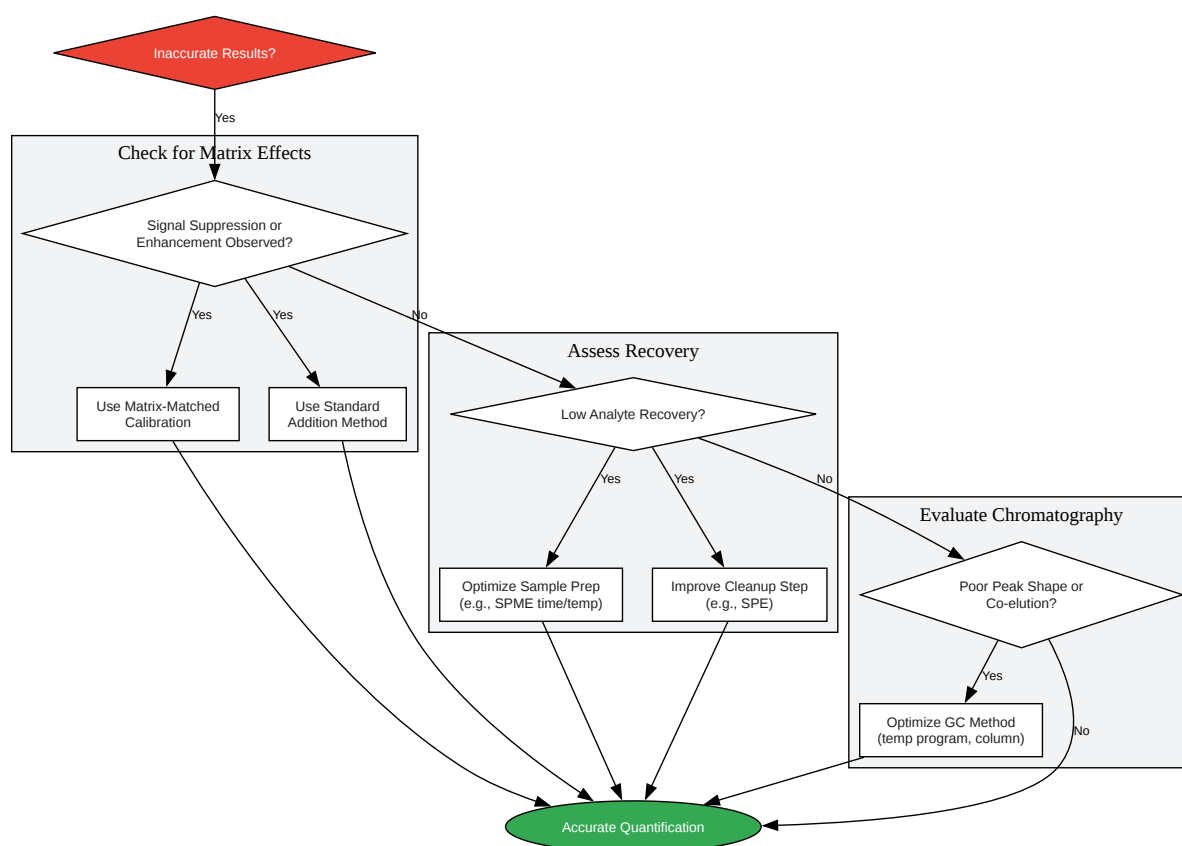 Inaccurate Results?
Yes
Check for Matrix Effects
Signal Suppression or
Enhancement Observed?
Yes
Yes
No
Use Matrix-Matched
Calibration
Use Standard
Addition Method
Assess Recovery
Low Analyte Recovery?
Yes
Yes
No
Optimize Sample Prep
(e.g., SPME time/temp)
Improve Cleanup Step
(e.g., SPE)
Evaluate Chromatography
Poor Peak Shape or
Co-elution?
Yes
No
Optimize GC Method
(temp program, column)
Accurate Quantification